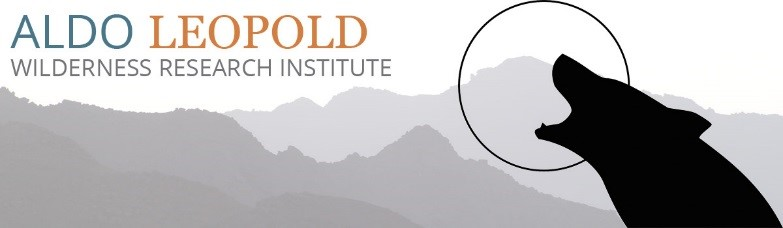 ALDO LEOPOLD
WILDERNESS RESEARCH INSTITUTE